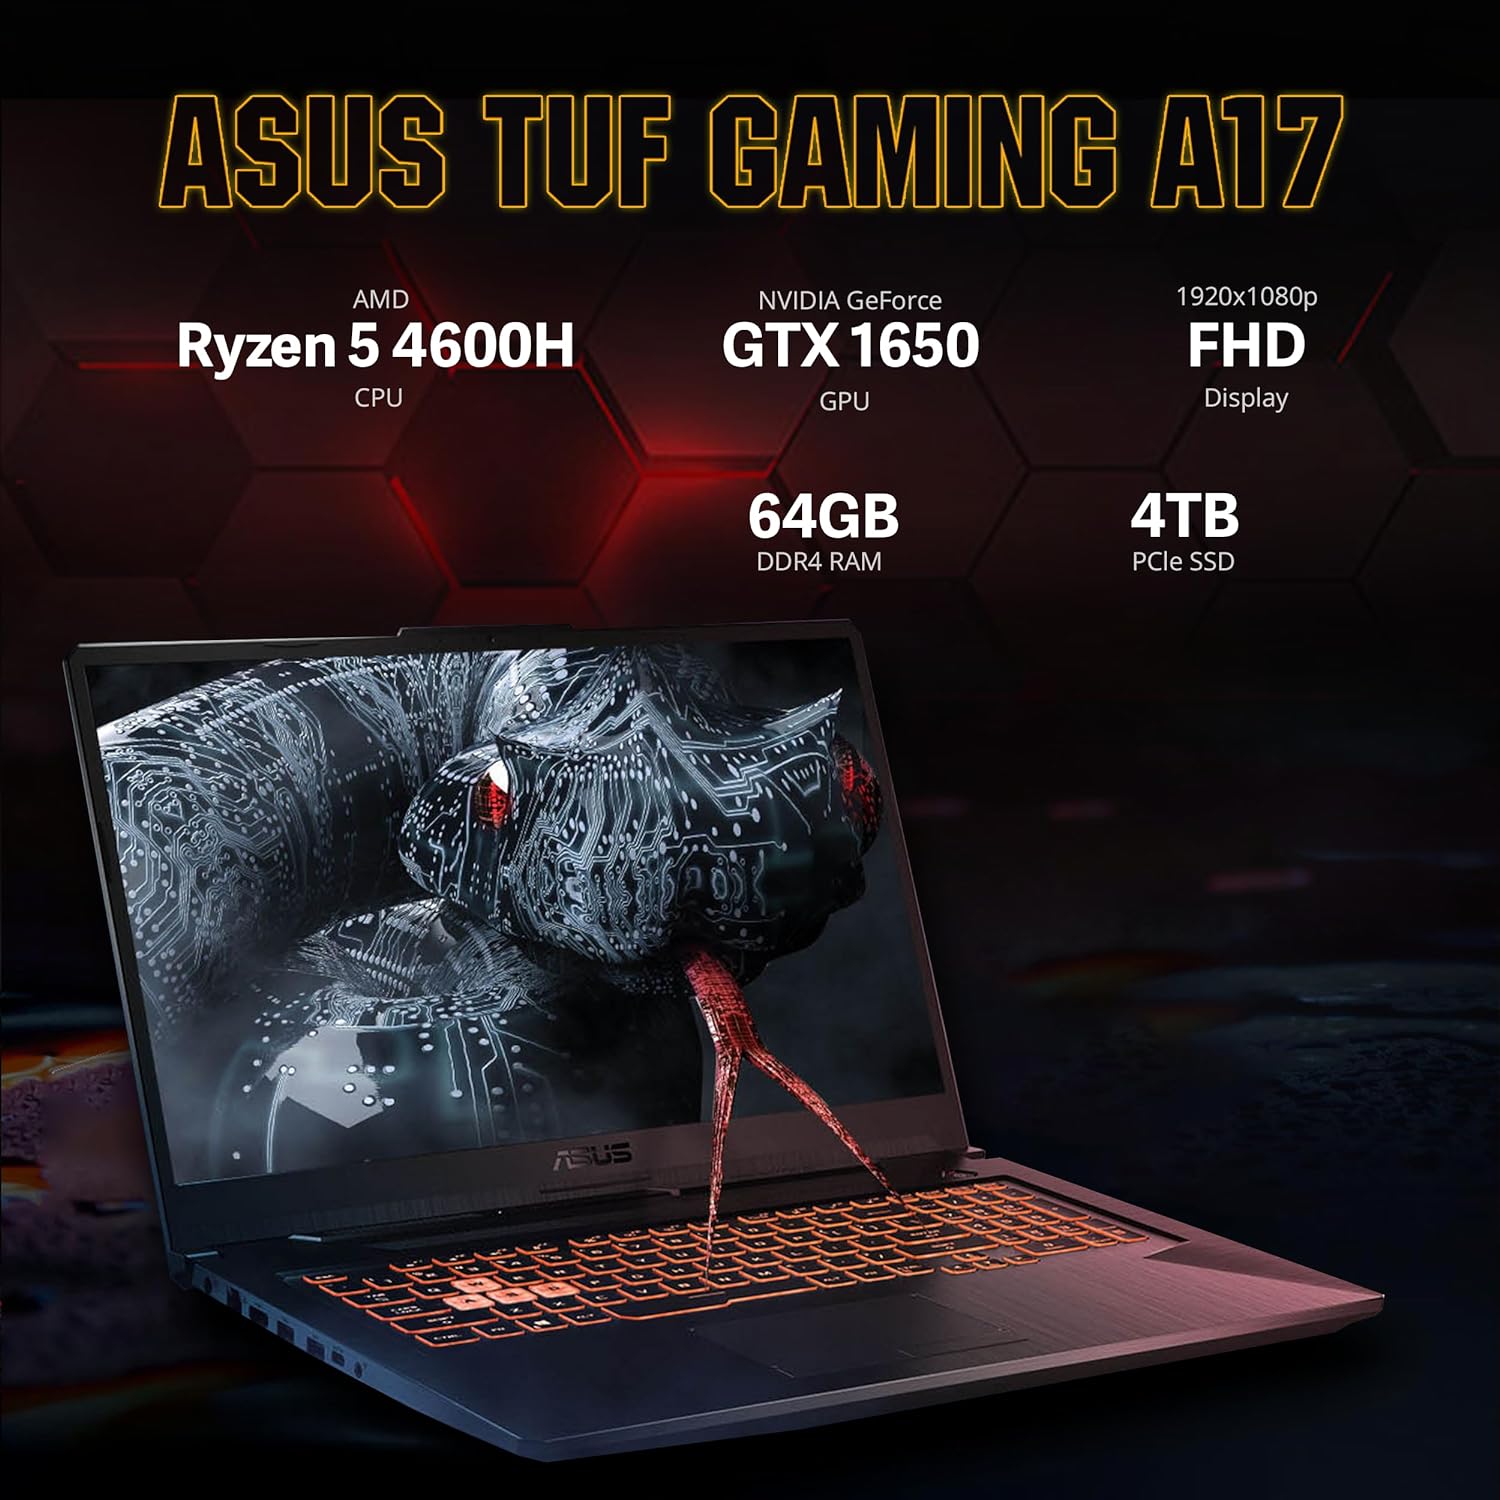 ASUS TUF GAMING A17
AMD
Ryzen 5 4600H
CPU
NVIDIA GeForce
GTX 1650
GPU
1920x1080p
FHD
Display
64GB
DDR4 RAM
4TB
PCle SSD
ASUS